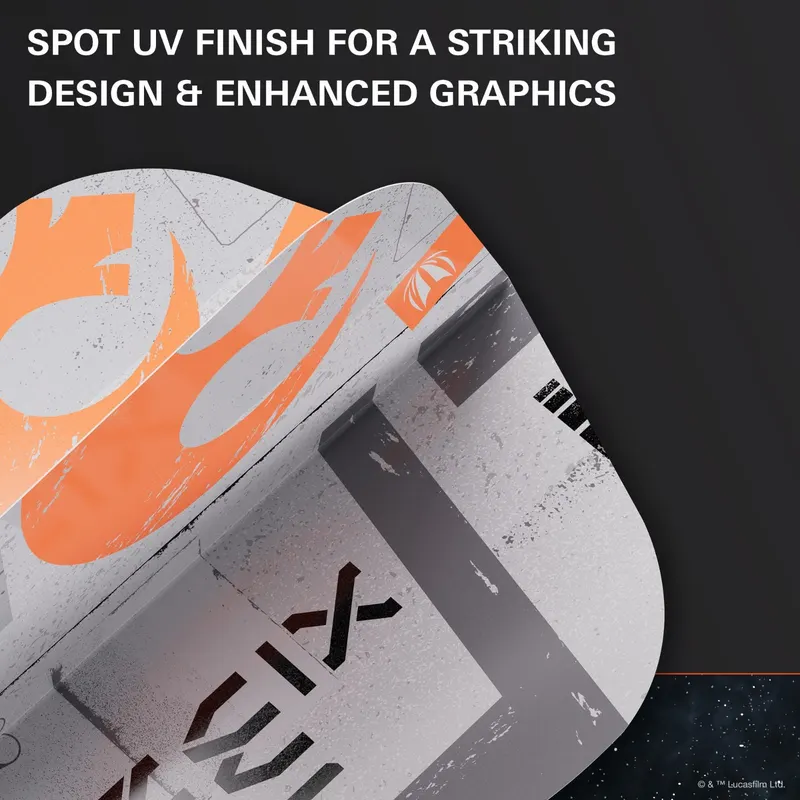 SPOT UV FINISH FOR A STRIKING
DESIGN & ENHANCED GRAPHICS
© & ™ Lucasfilm Ltd.